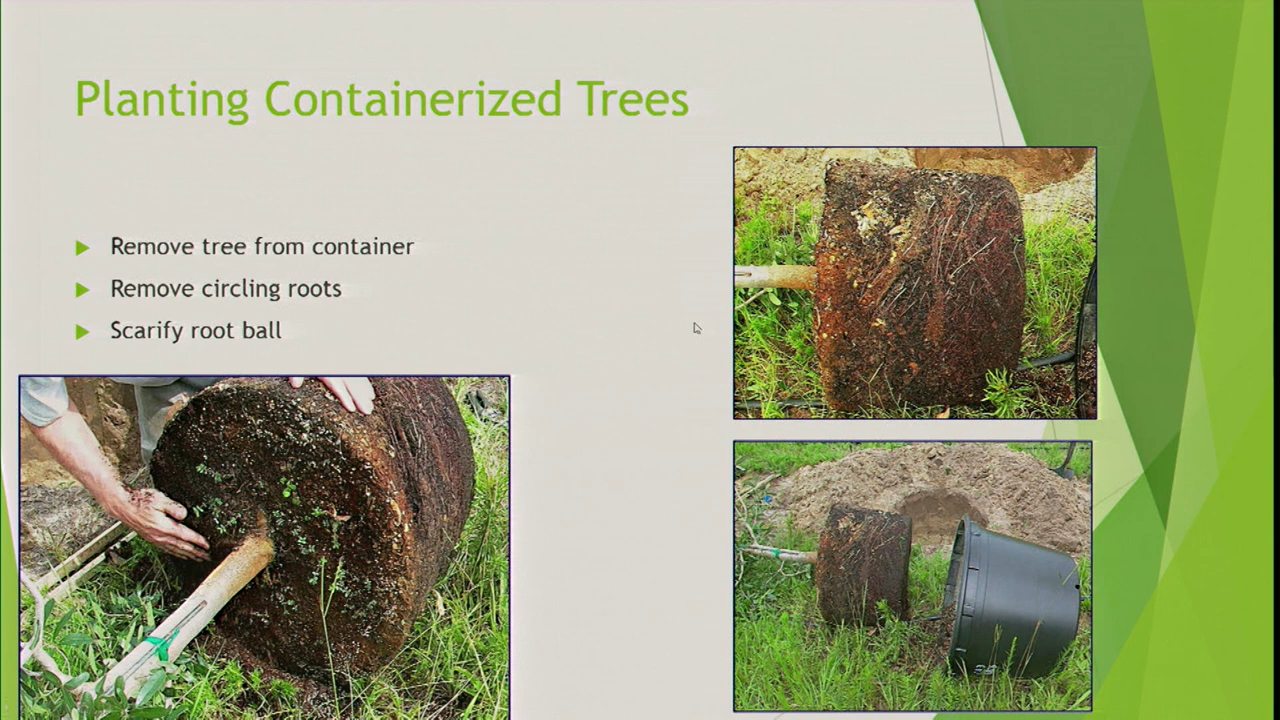 Planting Containerized Trees
Remove tree from container
Remove circling roots
Scarify root ball